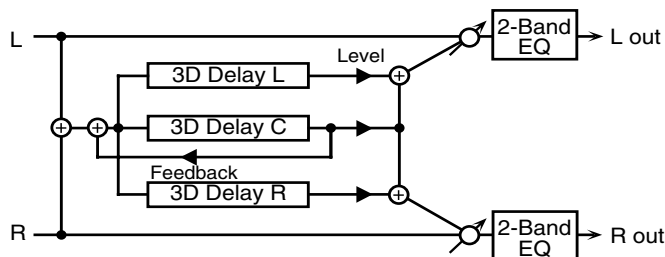 L
2-Band
EQ
L out
Level
3D Delay L
3D Delay C
Feedback
3D Delay R
R
2-Band
EQ
R out